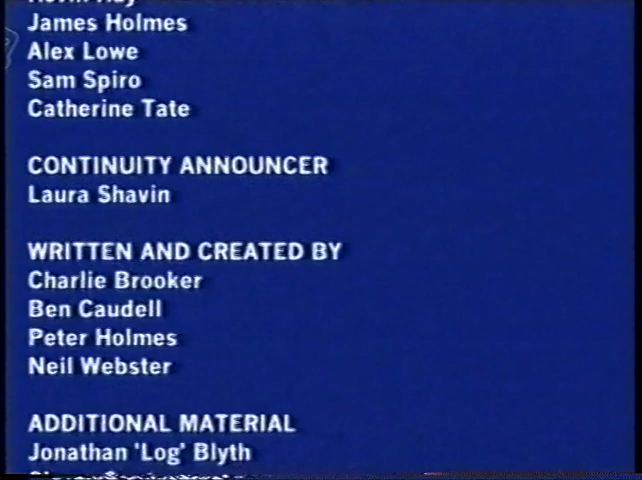 James Holmes
Alex Lowe
Sam Spiro
Catherine Tate
CONTINUITY ANNOUNCER
Laura Shavin
WRITTEN AND CREATED BY
Charlie Brooker
Ben Caudell
Peter Holmes
Neil Webster
ADDITIONAL MATERIAL
Jonathan 'Log' Blyth